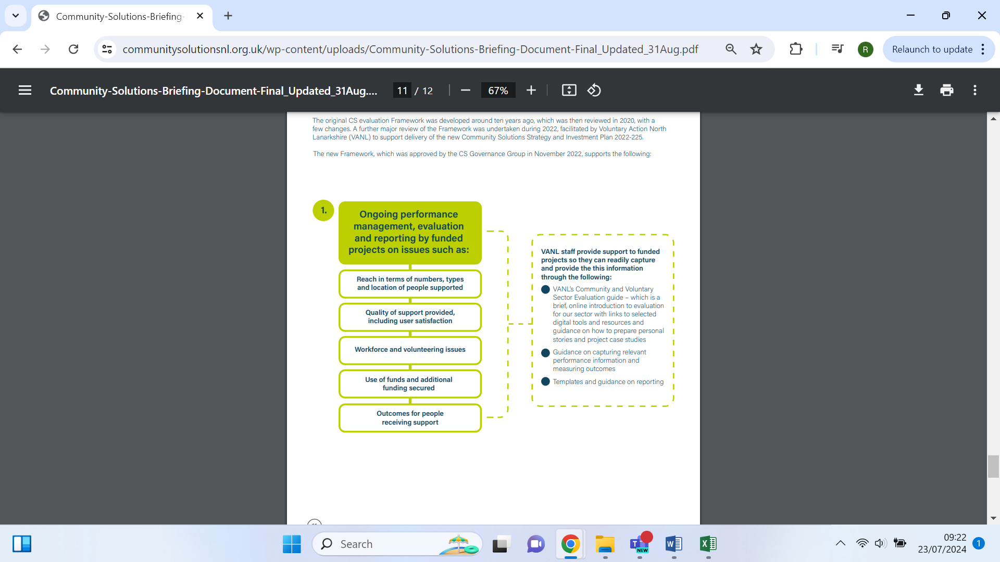 Community-Solutions-Briefing-
communitysolutionsnl.org.uk/wp-content/uploads/Community-Solutions-Briefing-Document-Final_Updated_31Aug.pdf
R
Relaunch to update
Community-Solutions-Briefing-Document-Final_Updated_31Aug....
11 / 12
67%
The original CS evaluation Framework was developed around ten years ago, which was then reviewed in 2020, with a
few changes. A further major review of the Framework was undertaken during 2022, facilitated by Voluntary Action North
Lanarkshire (VANL) to support delivery of the new Community Solutions Strategy and Investment Plan 2022-225.
The new Framework, which was approved by the CS Governance Group in November 2022, supports the following:
1.
Ongoing performance
management, evaluation
and reporting by funded
projects on issues such as:
Reach in terms of numbers, types
and location of people supported
Quality of support provided,
including user satisfaction
Workforce and volunteering issues
Use of funds and additional
funding secured
Outcomes for people
receiving support
VANL staff provide support to funded
projects so they can readily capture
and provide the this information
through the following:
VANL's Community and Voluntary
Sector Evaluation guide – which is a
brief, online introduction to evaluation
for our sector with links to selected
digital tools and resources and
guidance on how to prepare personal
stories and project case studies
Guidance on capturing relevant
performance information and
measuring outcomes
Templates and guidance on reporting
Search
T
NEW
W
X
09:22
23/07/2024
1